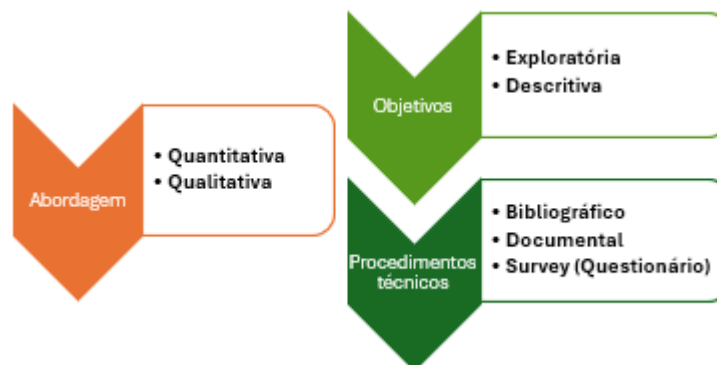 Abordagem
• Quantitativa
• Qualitativa
Objetivos
• Exploratória
• Descritiva
Procedimentos
técnicos
• Bibliográfico
• Documental
• Survey (Questionário)